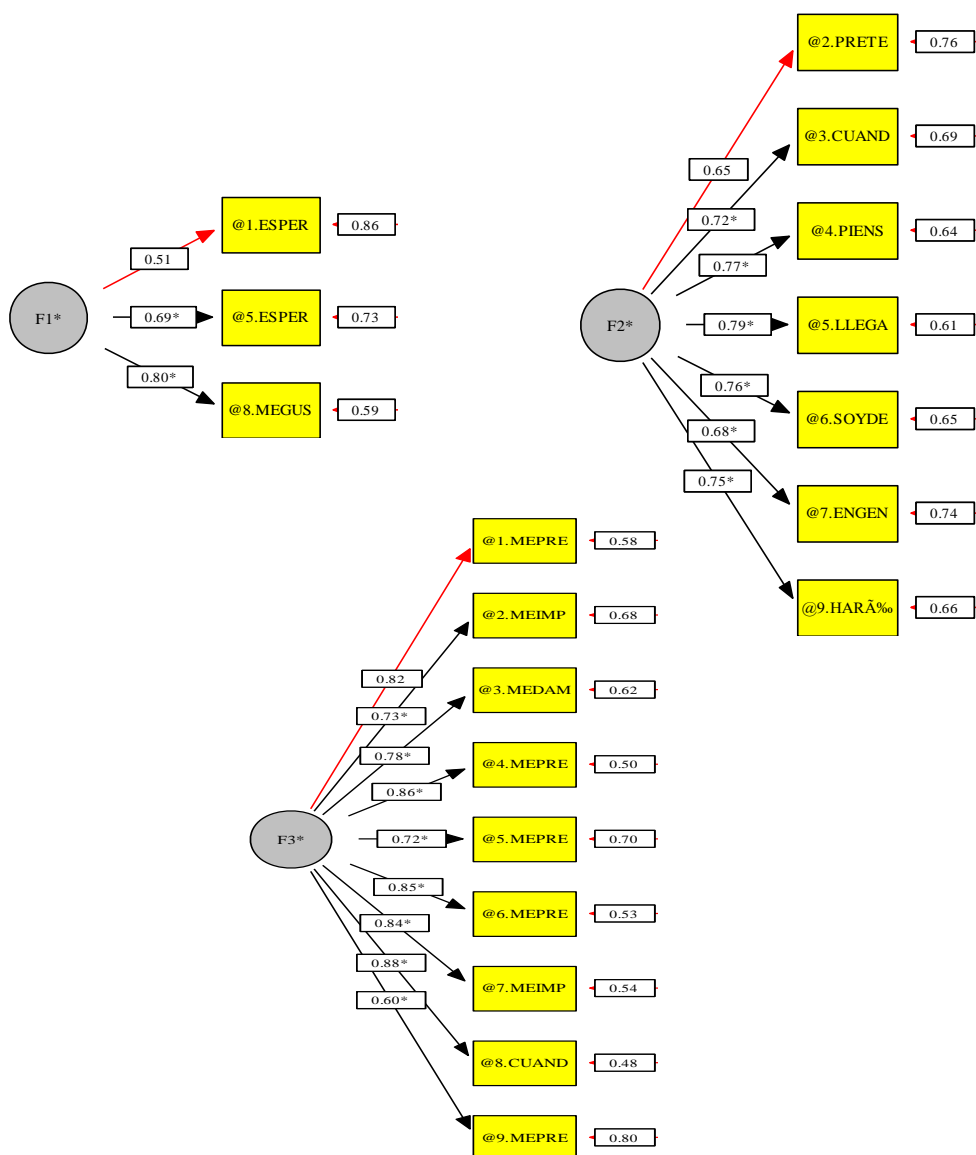 F1*
0.51
@1.ESPER
0.86
0.69*
@5.ESPER
0.73
0.80*
@8.MEGUS
0.59
F2*
0.65
@2.PRETE
0.76
0.72*
@3.CUAND
0.69
0.77*
@4.PIENS
0.64
0.79*
@5.LLEGA
0.61
0.76*
@6.SOYDE
0.65
0.68*
@7.ENGEN
0.74
0.75*
@9.HARÃ‰
0.66
F3*
0.82
@1.MEPRE
0.58
0.73*
@2.MEIMP
0.68
0.78*
@3.MEDAM
0.62
0.86*
@4.MEPRE
0.50
0.72*
@5.MEPRE
0.70
0.85*
@6.MEPRE
0.53
0.84*
@7.MEIMP
0.54
0.88*
@8.CUAND
0.48
0.60*
@9.MEPRE
0.80